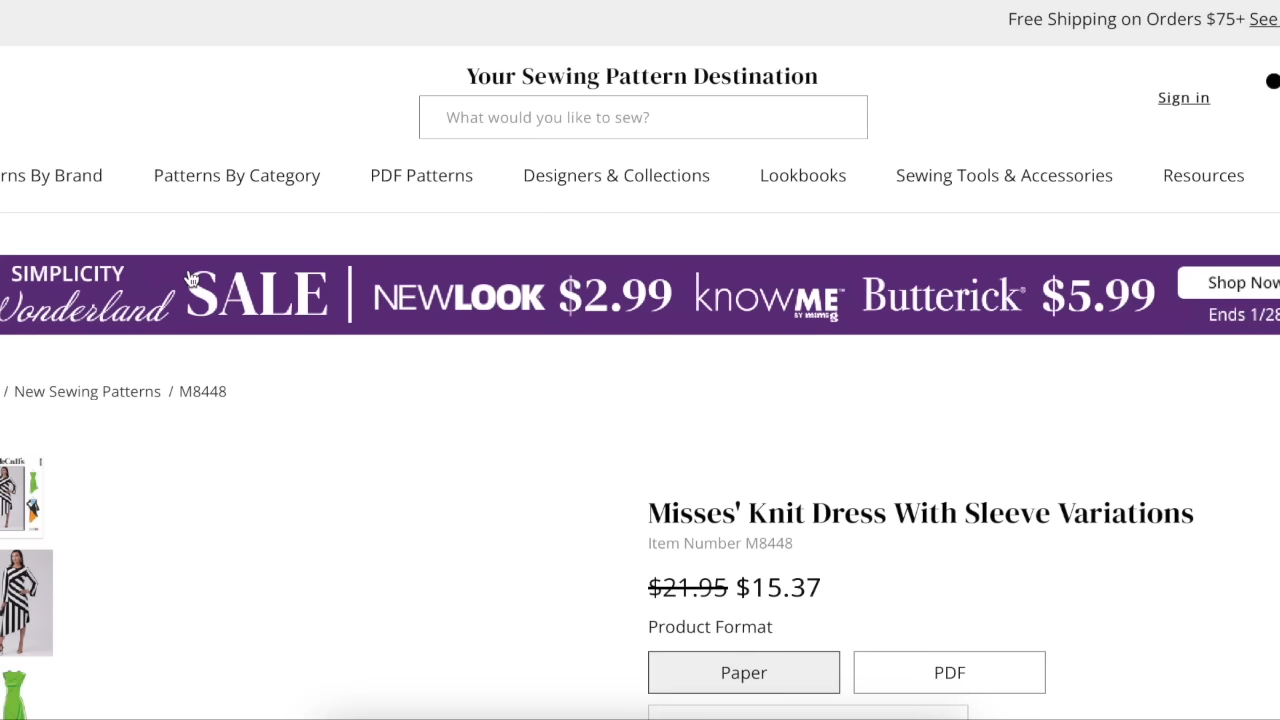 Free Shipping on Orders $75+ See
Your Sewing Pattern Destination
What would you like to sew?
Sign in
rns By Brand
Patterns By Category
PDF Patterns
Designers & Collections
Lookbooks
Sewing Tools & Accessories
Resources
SIMPLICITY
Wonderland
SALE
NEWLOOK $2.99
knowME™
BY mimi g
Butterick® $5.99
Shop Now
Ends 1/28
/ New Sewing Patterns / M8448
Misses' Knit Dress With Sleeve Variations
Item Number M8448
$21.95 $15.37
Product Format
Paper
PDF